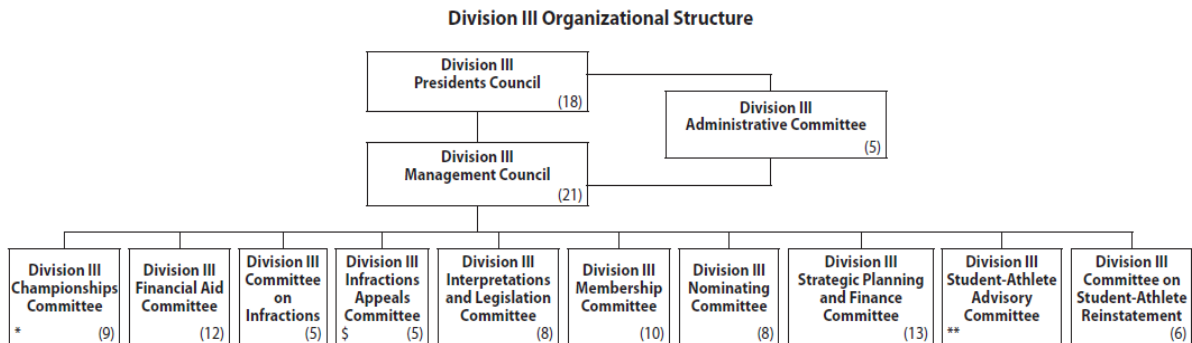 Division III Organizational Structure
Division III
Presidents Council
(18)
Division III
Administrative Committee
(5)
Division III
Management Council
(21)
Division III
Championships
Committee
* (9)
Division III
Financial Aid
Committee
(12)
Division III
Committee
on
Infractions
(5)
Division III
Infractions
Appeals
Committee
$ (5)
Division III
Interpretations
and Legislation
Committee
(8)
Division III
Membership
Committee
(10)
Division III
Nominating
Committee
(8)
Division III
Strategic Planning
and Finance
Committee
(13)
Division III
Student-Athlete
Advisory
Committee
**
Division III
Committee on
Student-Athlete
Reinstatement
(6)